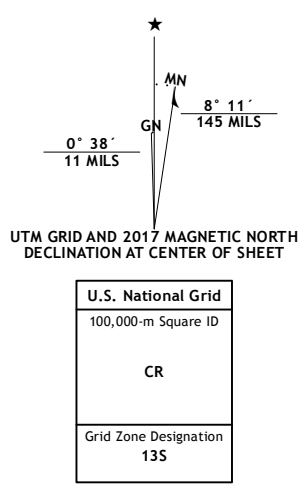 ★
MN
GN
8° 11´
145 MILS
0° 38´
11 MILS
UTM GRID AND 2017 MAGNETIC NORTH
DECLINATION AT CENTER OF SHEET
U.S. National Grid
100,000-m Square ID
CR
Grid Zone Designation
13S